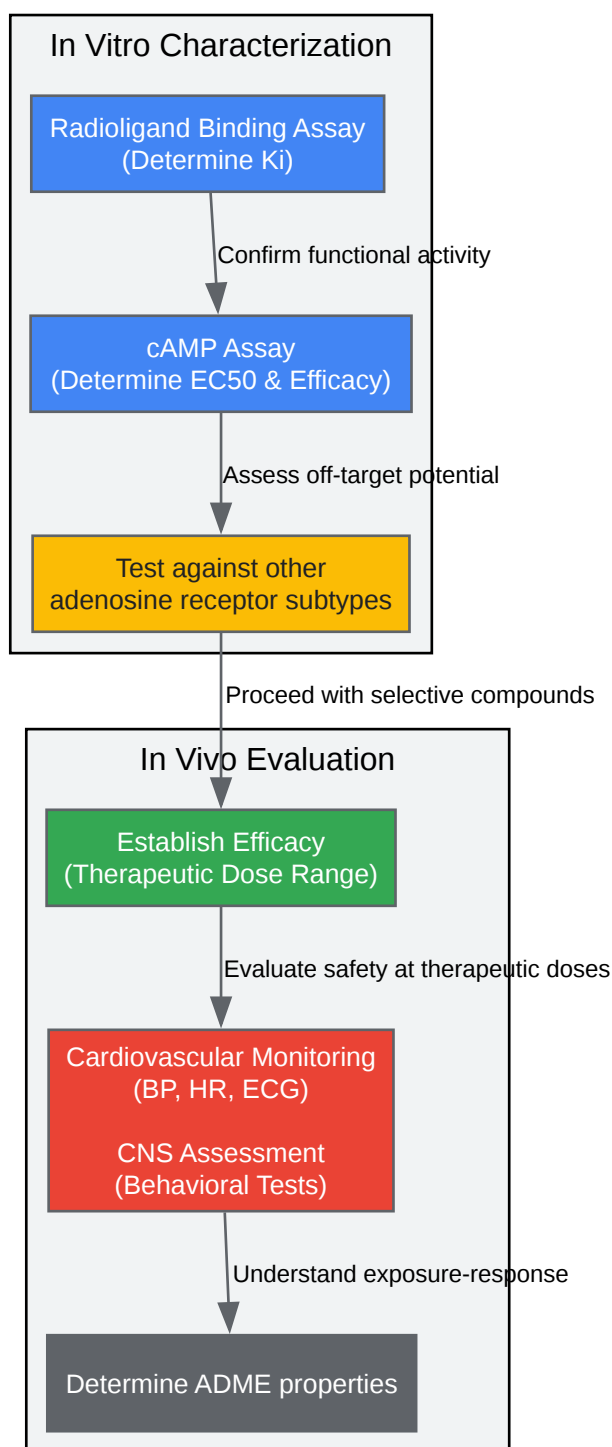 In Vitro Characterization
Radioligand Binding Assay
(Determine Ki)
Confirm functional activity
cAMP Assay
(Determine EC50 & Efficacy)
Assess off-target potential
Test against other
adenosine receptor subtypes
Proceed with selective compounds
In Vivo Evaluation
Establish Efficacy
(Therapeutic Dose Range)
Evaluate safety at therapeutic doses
Cardiovascular Monitoring
(BP, HR, ECG)
CNS Assessment
(Behavioral Tests)
Understand exposure-response
Determine ADME properties